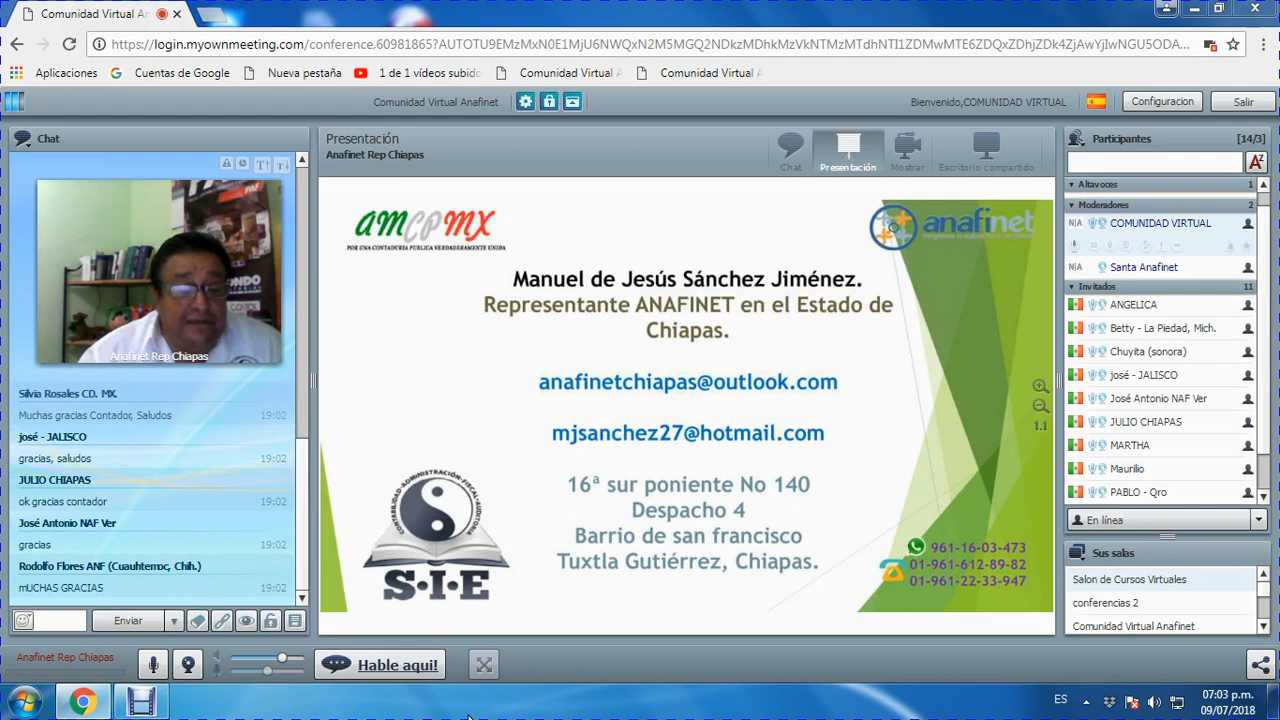 Comunidad Virtual An
https://login.myownmeeting.com/conference,60981865?AUTOTU9EMzMxN0E1MjU6NWQxN2M5MGQ2NDkzMDhkMzVkNTMzMTdhNTI1ZDMwMTE6ZDQxZDhjZDk4ZjAwYjIwNGU5ODA...
Aplicaciones
Cuentas de Google
Nueva pestaña
1 de 1 vídeos subido
Comunidad Virtual A
Comunidad Virtual A
Comunidad Virtual Anafinet
Bienvenido,COMUNIDAD VIRTUAL
Configuracion
Salir
Chat
Anafinet Rep Chiapas
Silvia Rosales CD. MX.
Muchas gracias Contador, Saludos 19:02
josé - JALISCO
gracias, saludos 19:02
JULIO CHIAPAS
ok gracias contador 19:02
José Antonio NAF Ver
gracias 19:02
Rodolfo Flores ANF (Cuauhtemoc, Chih.)
mUCHAS GRACIAS 19:02
Enviar
Presentación
Anafinet Rep Chiapas
Chat
Presentación
Mostrar
Escritorio compartido
amcpmx
POR UNA CONTADURIA PUBLICA VERDADERAMENTE UNIDA
anafinet
Manuel de Jesús Sánchez Jiménez.
Representante ANAFINET en el Estado de
Chiapas.
anafinetchiapas@outlook.com
mjsanchez27@hotmail.com
16ª sur poniente No 140
Despacho 4
Barrio de san francisco
Tuxtla Gutiérrez, Chiapas.
CONTABILIDAD-ADMINISTRACIÓN-FISCAL-AUDITORIA
S·I·E
961-16-03-473
01-961-612-89-82
01-961-22-33-947
1:1
Participantes [14/3]
Altavoces 1
Moderadores 2
N/A COMUNIDAD VIRTUAL
N/A Santa Anafinet
Invitados 11
ANGELICA
Betty - La Piedad, Mich.
Chuyita (sonora)
josé - JALISCO
José Antonio NAF Ver
JULIO CHIAPAS
MARTHA
Maurilio
PABLO - Qro
En línea
Sus salas
Salon de Cursos Virtuales
conferencias 2
Comunidad Virtual Anafinet
Anafinet Rep Chiapas
Hable aqui!
ES
07:03 p.m.
09/07/2018